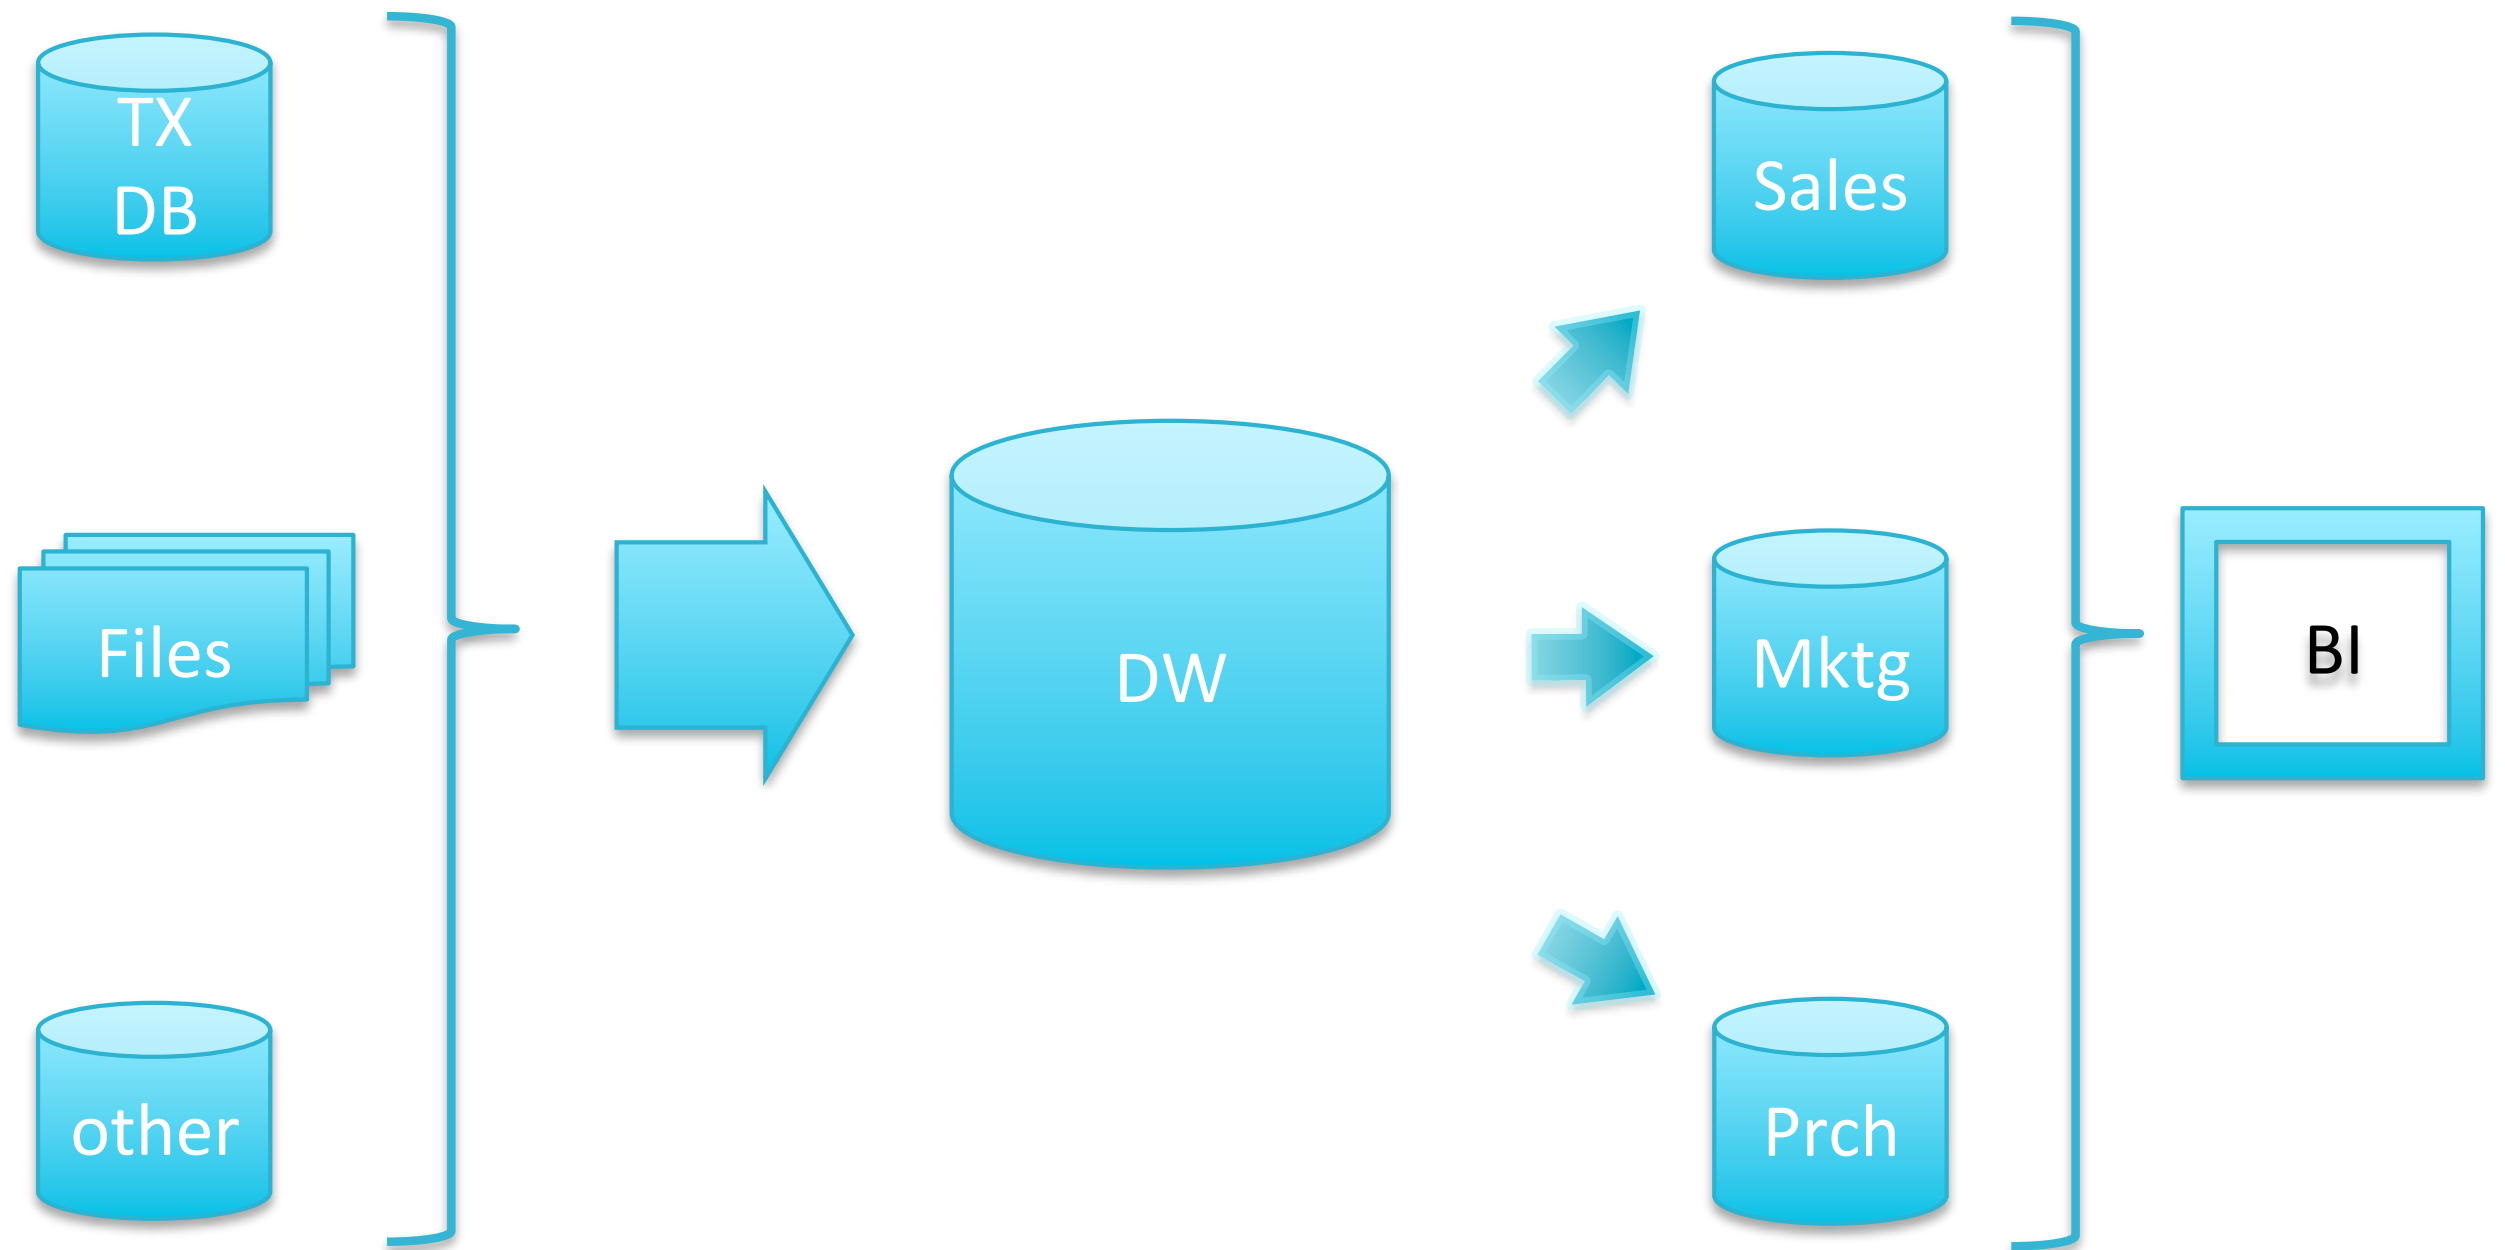 TX
DB
Files
other
DW
Sales
Mktg
Prch
BI